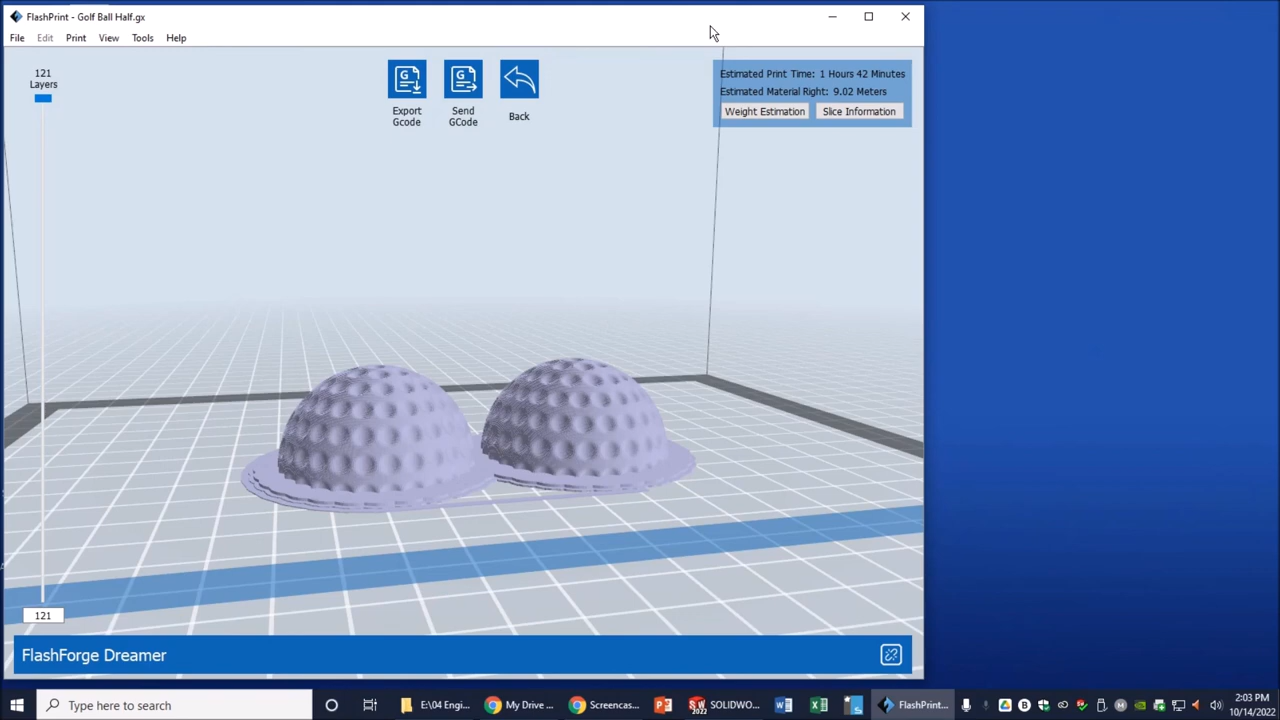 FlashPrint - Golf Ball Half.gx
File Edit Print View Tools Help
121
Layers
Export
Gcode
Send
GCode
Back
Estimated Print Time: 1 Hours 42 Minutes
Estimated Material Right: 9.02 Meters
Weight Estimation Slice Information
121
FlashForge Dreamer
Type here to search
E:\04 Engi...
My Drive ...
Screencas...
SOLIDWO...
2022
FlashPrint...
2:03 PM
10/14/2022